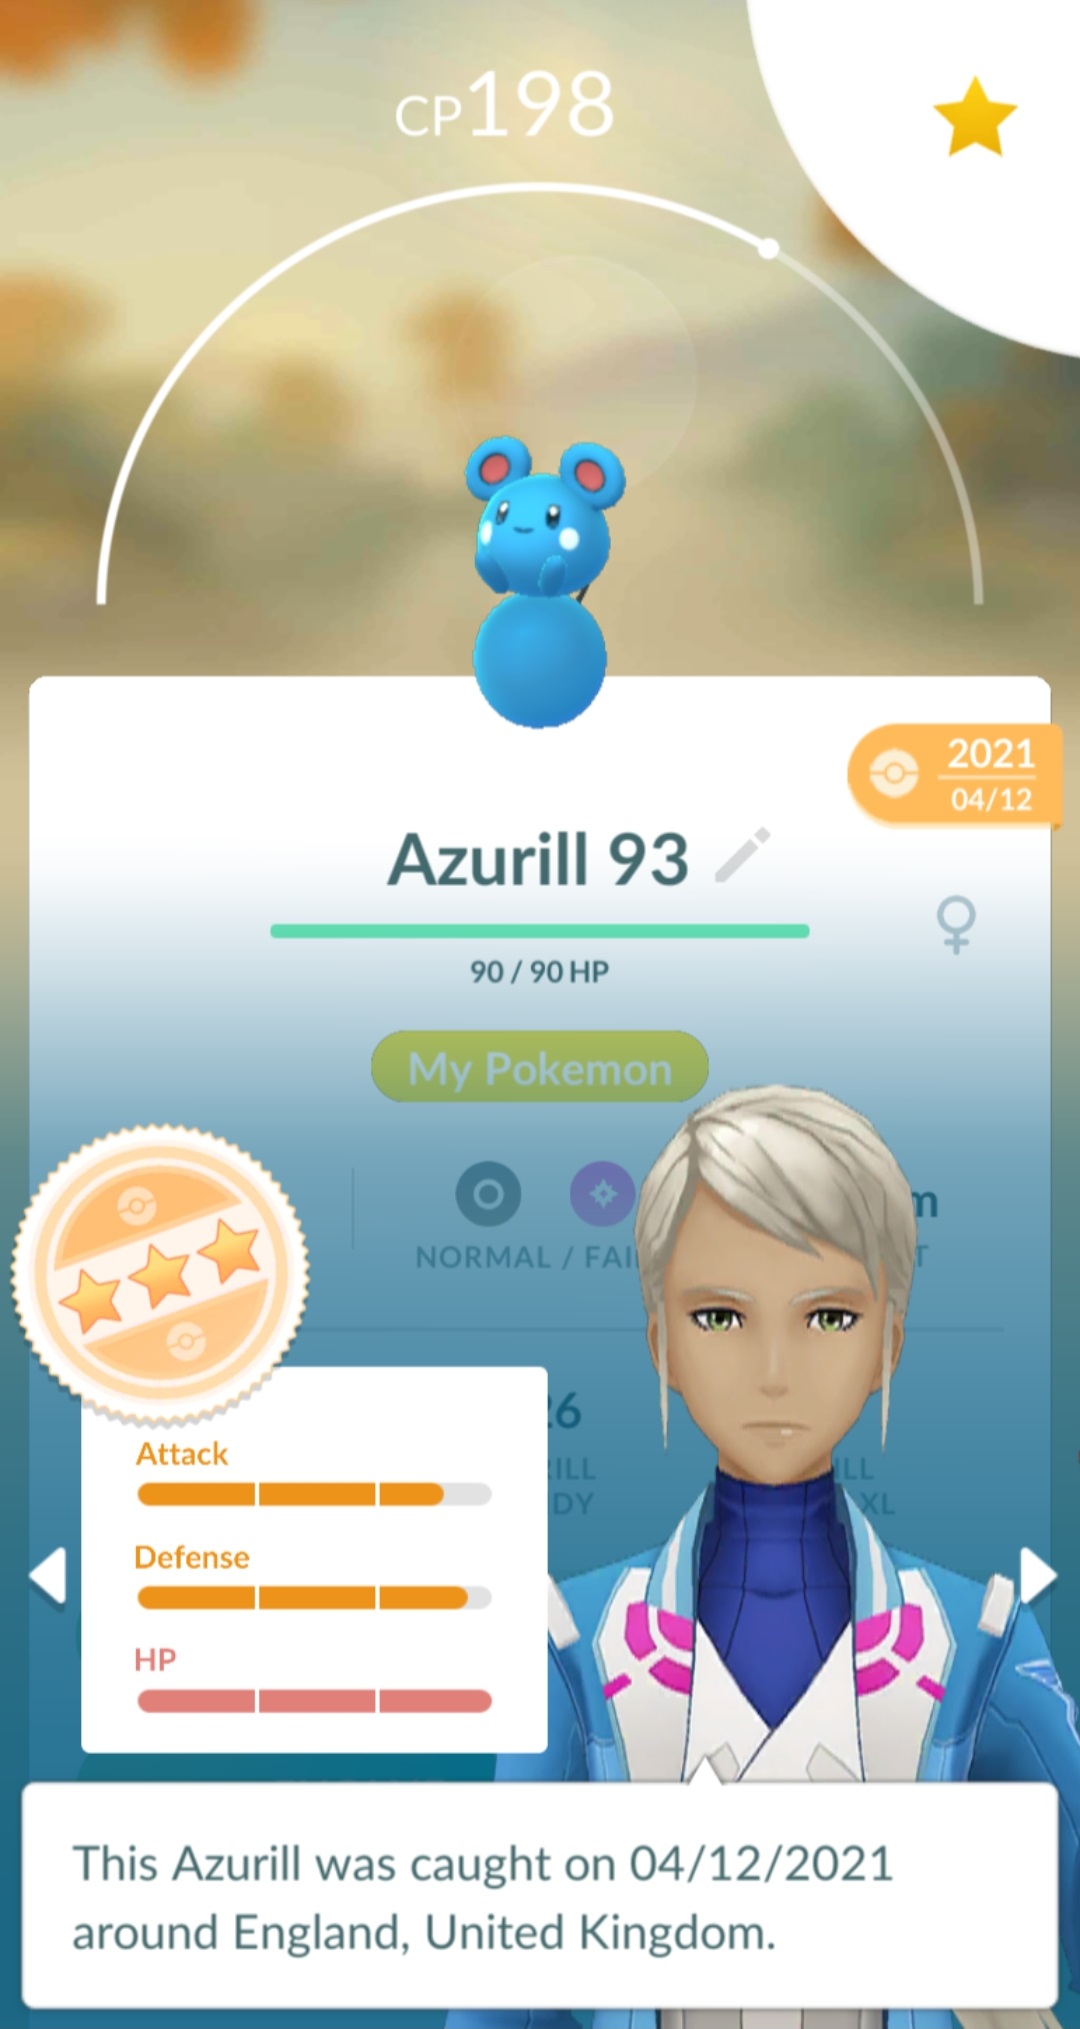 CP198
2021
04/12
Azurill 93
90 / 90 HP
My Pokemon
NORMAL / FAI
Attack
Defense
HP
This Azurill was caught on 04/12/2021
around England, United Kingdom.